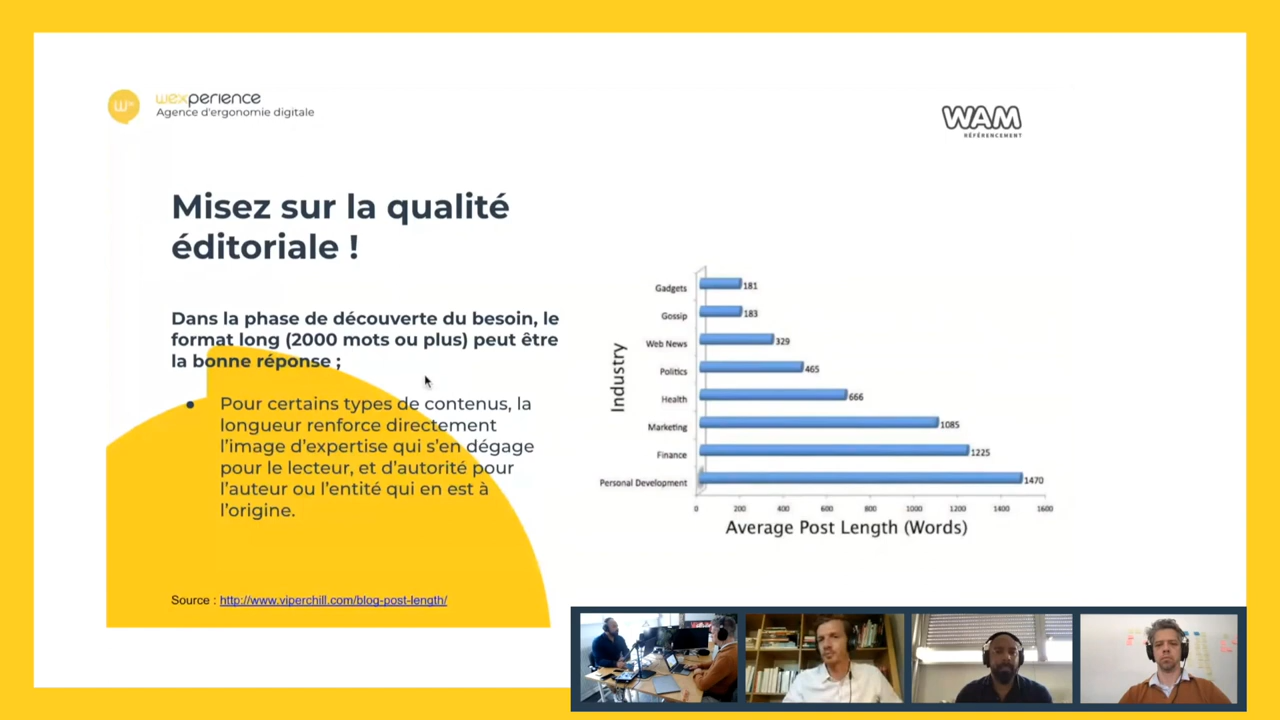 wexperience
Agence d'ergonomie digitale
WAM
RÉFÉRENCEMENT
Misez sur la qualité
éditoriale !
Dans la phase de découverte du besoin, le
format long (2000 mots ou plus) peut être
la bonne réponse ;
● Pour certains types de contenus, la
longueur renforce directement
l'image d'expertise qui s'en dégage
pour le lecteur, et d'autorité pour
l'auteur ou l'entité qui en est à
l'origine.
Source : http://www.viperchill.com/blog-post-length/
Industry
Gadgets 181
Gossip 183
Web News 329
Politics 465
Health 666
Marketing 1085
Finance 1225
Personal Development 1470
0 200 400 600 800 1000 1200 1400 1600
Average Post Length (Words)